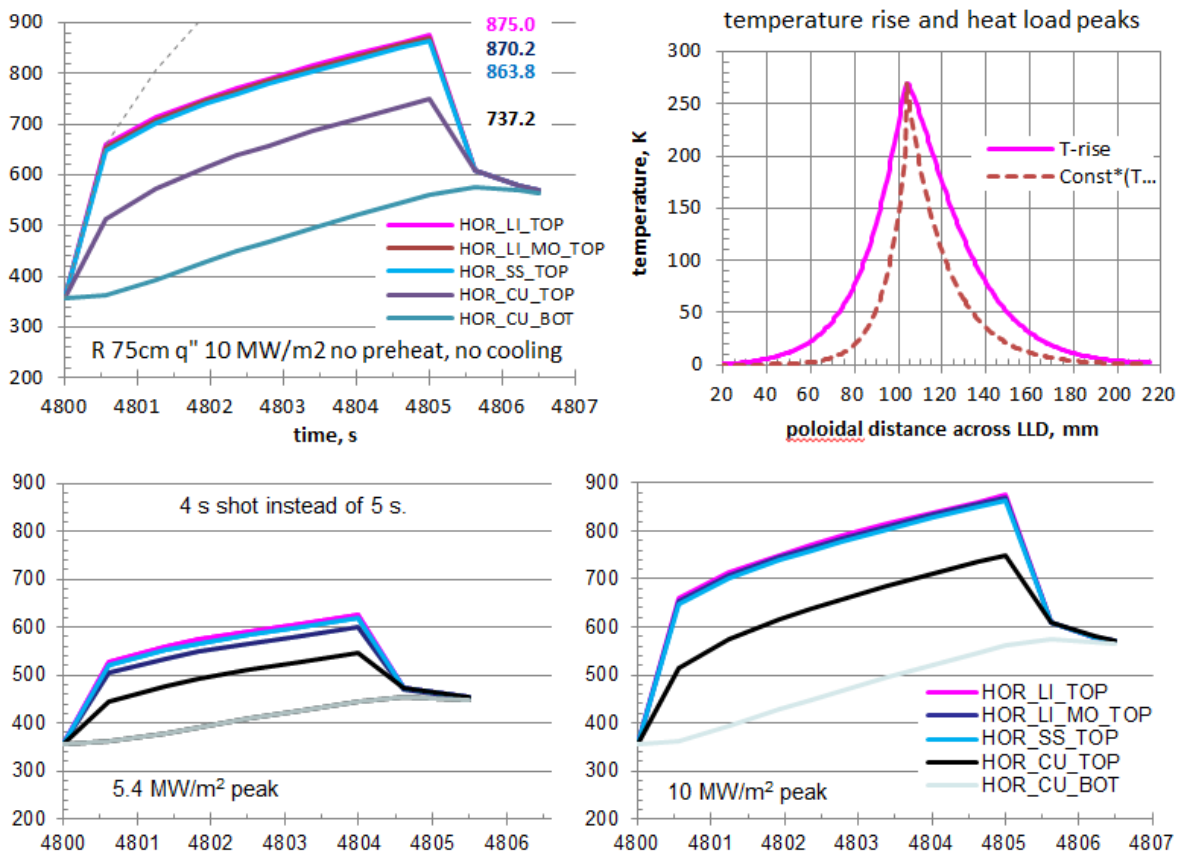 900
800
700
600
500
400
300
200
4800 4801 4802 4803 4804 4805 4806 4807
time, s
875.0
870.2
863.8
737.2
HOR_LI_TOP
HOR_LI_MO_TOP
HOR_SS_TOP
HOR_CU_TOP
HOR_CU_BOT
R 75cm q" 10 MW/m2 no preheat, no cooling
temperature rise and heat load peaks
temperature, K
300
250
200
150
100
50
0
20 40 60 80 100 120 140 160 180 200 220
poloidal distance across LLD, mm
T-rise
Const*(T...
900
800
700
600
500
400
300
200
4800 4801 4802 4803 4804 4805 4806
4 s shot instead of 5 s.
5.4 MW/m² peak
900
800
700
600
500
400
300
200
4800 4801 4802 4803 4804 4805 4806 4807
HOR_LI_TOP
HOR_LI_MO_TOP
HOR_SS_TOP
HOR_CU_TOP
HOR_CU_BOT
10 MW/m² peak